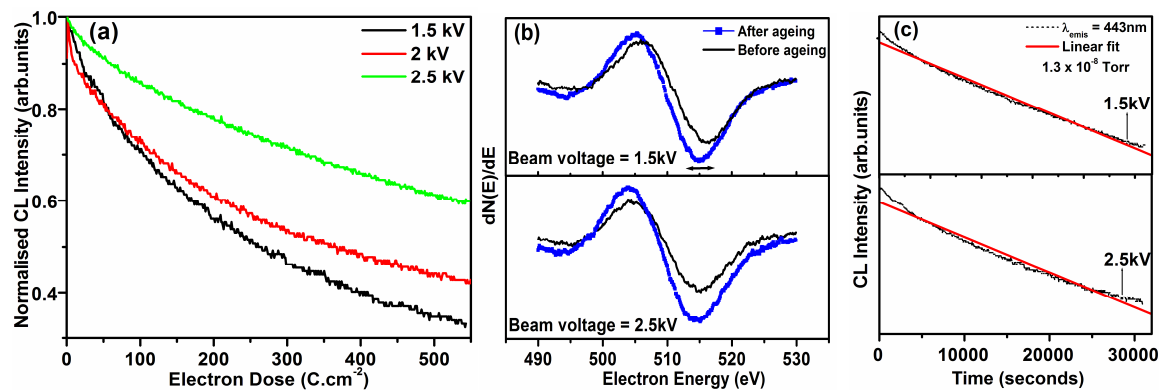 (a)
1.5 kV
2 kV
2.5 kV
1.0
0.8
0.6
0.4
Normalised CL Intensity (arb.units)
0 100 200 300 400 500
Electron Dose (C.cm-2)
(b)
After ageing
Before ageing
Beam voltage = 1.5kV
dN(E)/dE
Beam voltage = 2.5kV
490 500 510 520 530
Electron Energy (eV)
(c)
λemis = 443nm
Linear fit
1.3 x 10-8 Torr
1.5kV
CL Intensity (arb.units)
2.5kV
0 10000 20000 30000
Time (seconds)